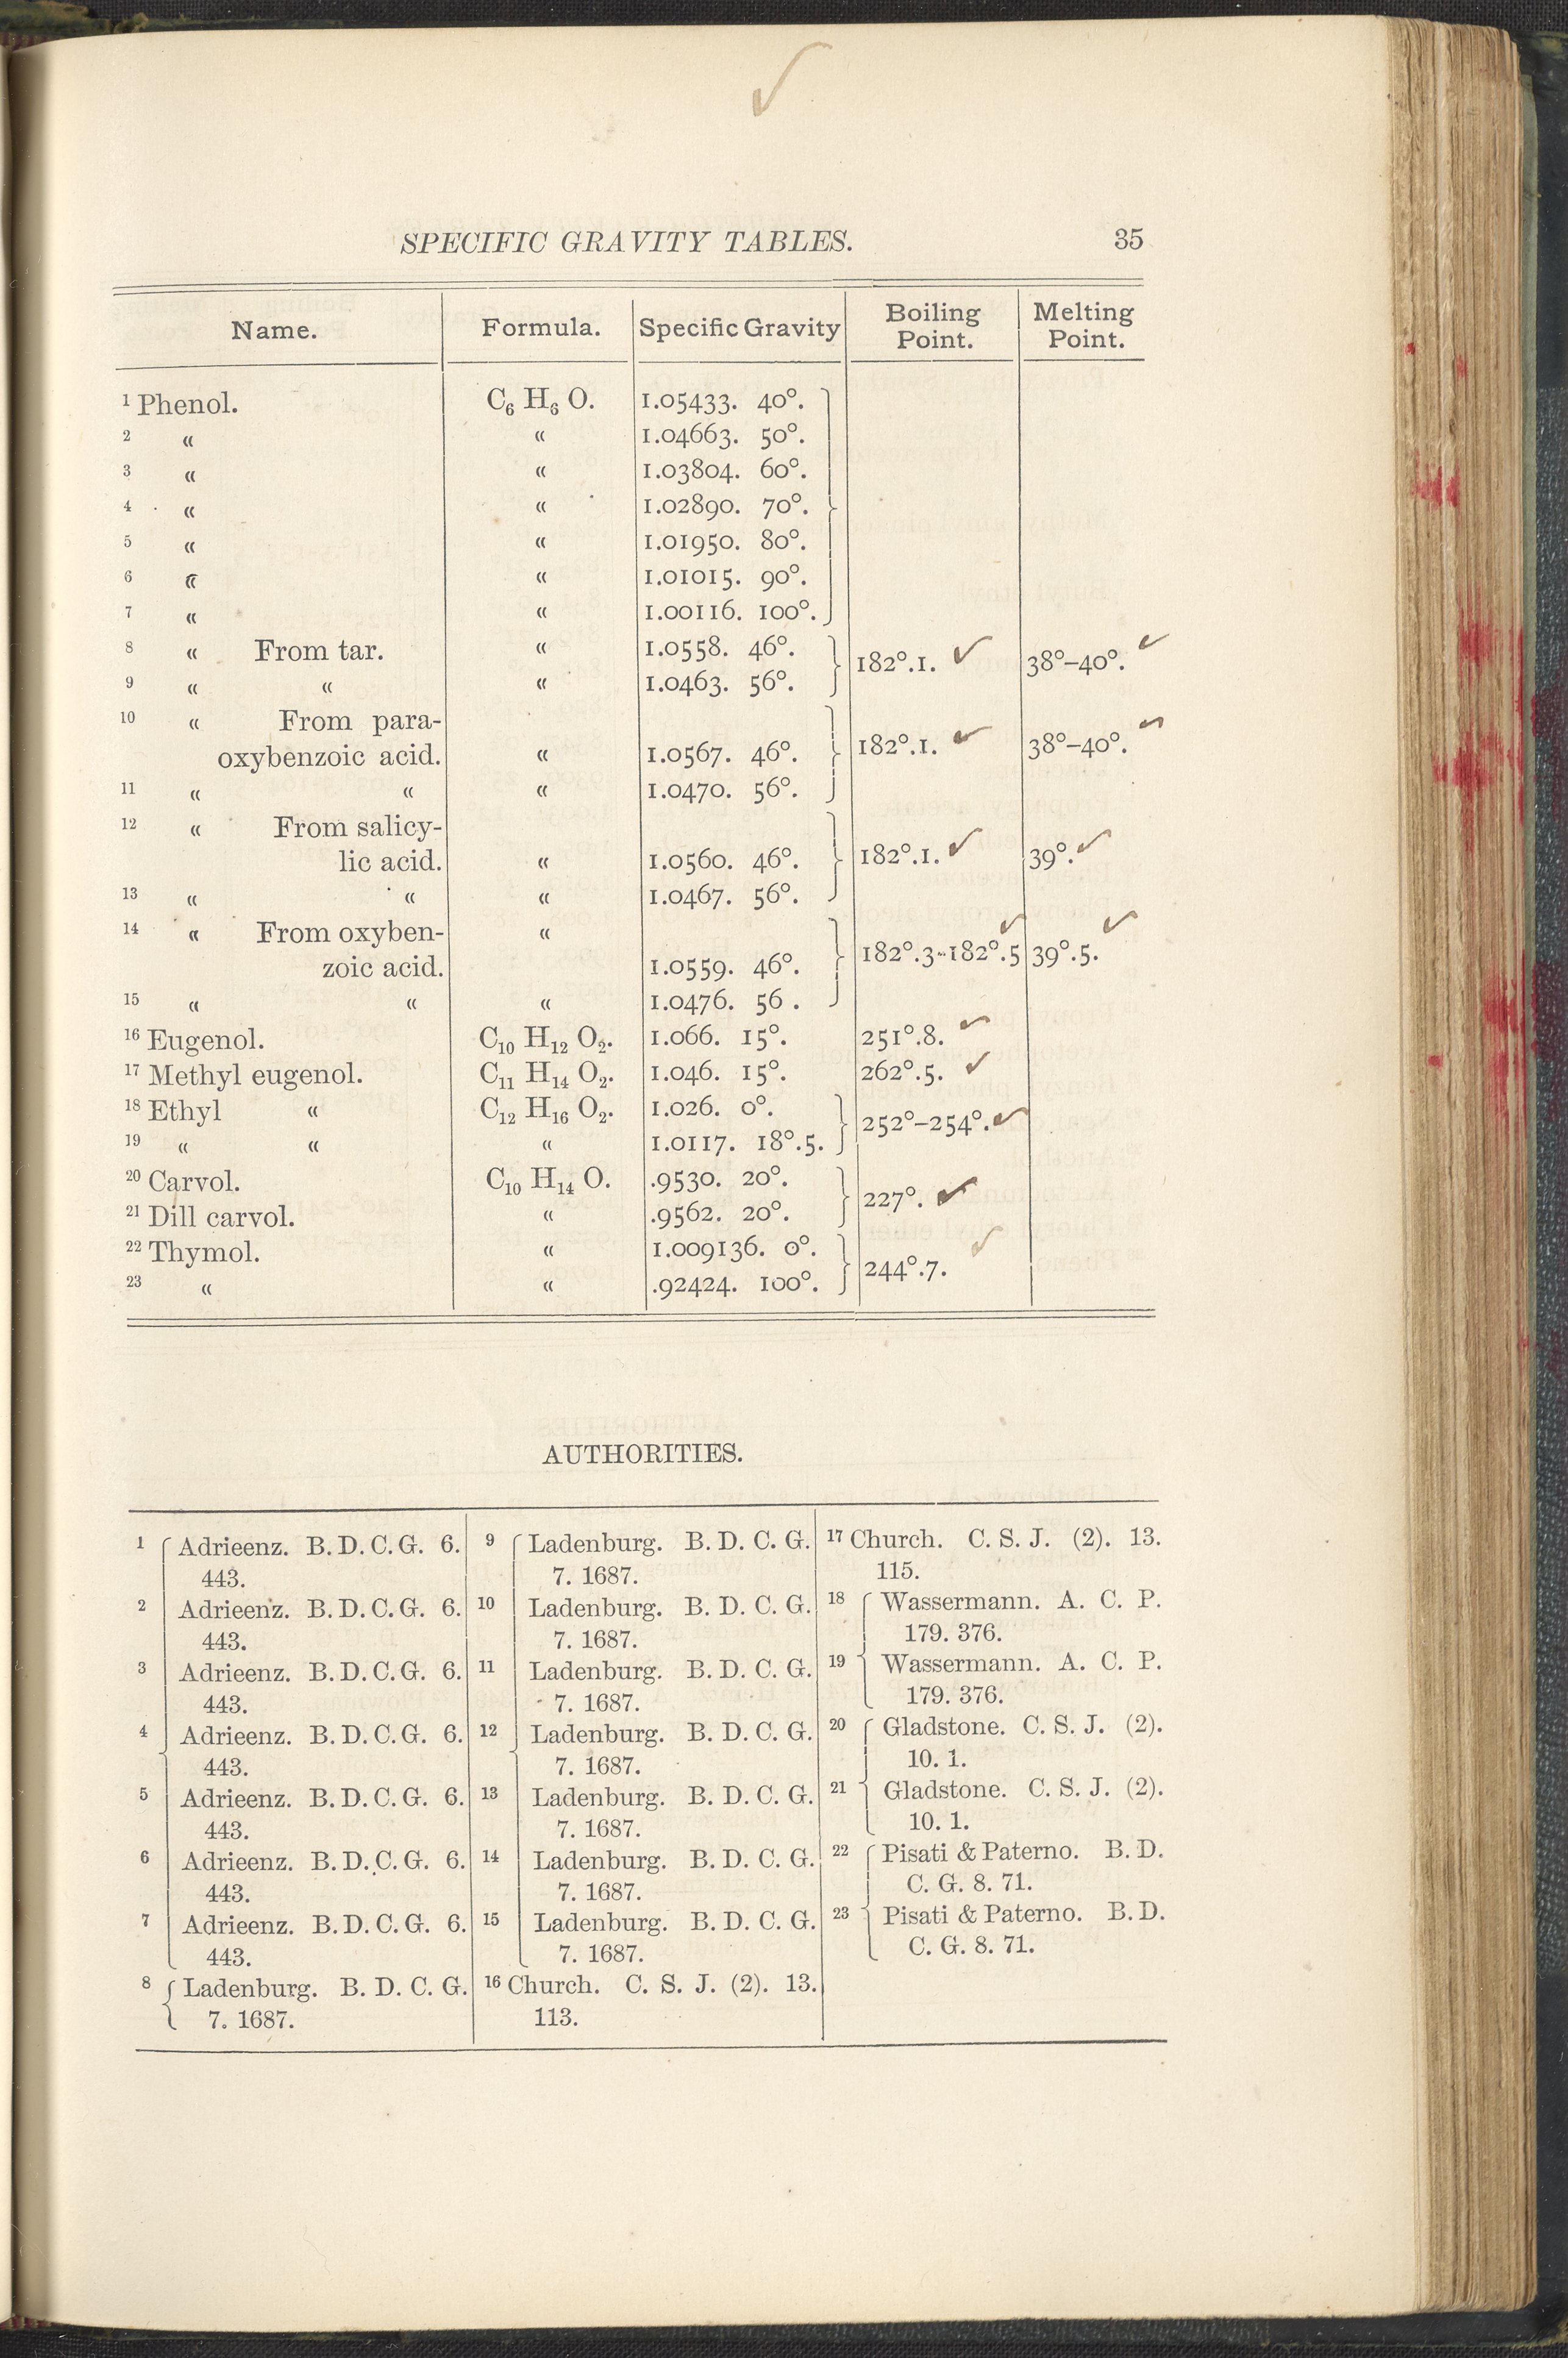 SPECIFIC GRAVITY TABLES. 35
Name. Formula. Specific Gravity Boiling Point. Melting Point.
1 Phenol. C6 H6 O. 1.05433. 40°.
2 « « 1.04663. 50°.
3 « « 1.03804. 60°.
4 « « 1.02890. 70°.
5 « « 1.01950. 80°.
6 « « 1.01015. 90°.
7 « « 1.00116. 100°.
8 « From tar. « 1.0558. 46°. 182°.1. 38°–40°.
9 « « « 1.0463. 56°.
10 « From para-
oxybenzoic acid. « 1.0567. 46°. 182°.1. 38°–40°.
11 « « « 1.0470. 56°.
12 « From salicy-
lic acid. « 1.0560. 46°. 182°.1. 39°.
13 « « « 1.0467. 56°.
14 « From oxyben- «
zoic acid. 1.0559. 46°. 182°.3–182°.5 39°.5.
15 « « « 1.0476. 56 .
16 Eugenol. C10 H12 O2. 1.066. 15°. 251°.8.
17 Methyl eugenol. C11 H14 O2. 1.046. 15°. 262°.5.
18 Ethyl « C12 H16 O2. 1.026. 0°. 252°–254°.
19 « « « 1.0117. 18°.5.
20 Carvol. C10 H14 O. .9530. 20°. 227°.
21 Dill carvol. « .9562. 20°.
22 Thymol. « 1.009136. 0°. 244°.7.
23 « « .92424. 100°.
AUTHORITIES.
1 Adrieenz. B. D. C. G. 6.
443.
2 Adrieenz. B. D. C. G. 6.
443.
3 Adrieenz. B. D. C. G. 6.
443.
4 Adrieenz. B. D. C. G. 6.
443.
5 Adrieenz. B. D. C. G. 6.
443.
6 Adrieenz. B. D. C. G. 6.
443.
7 Adrieenz. B. D. C. G. 6.
443.
8 Ladenburg. B. D. C. G.
7. 1687.
9 Ladenburg. B. D. C. G.
7. 1687.
10 Ladenburg. B. D. C. G.
7. 1687.
11 Ladenburg. B. D. C. G.
7. 1687.
12 Ladenburg. B. D. C. G.
7. 1687.
13 Ladenburg. B. D. C. G.
7. 1687.
14 Ladenburg. B. D. C. G.
7. 1687.
15 Ladenburg. B. D. C. G.
7. 1687.
16 Church. C. S. J. (2). 13.
113.
17 Church. C. S. J. (2). 13.
115.
18 Wassermann. A. C. P.
179. 376.
19 Wassermann. A. C. P.
179. 376.
20 Gladstone. C. S. J. (2).
10. 1.
21 Gladstone. C. S. J. (2).
10. 1.
22 Pisati & Paterno. B. D.
C. G. 8. 71.
23 Pisati & Paterno. B. D.
C. G. 8. 71.